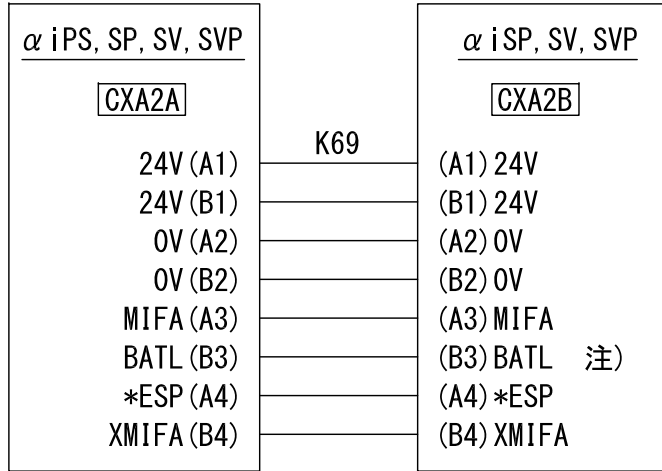 α iPS, SP, SV, SVP
CXA2A
24V(A1)
24V(B1)
0V(A2)
0V(B2)
MIFA(A3)
BATL(B3)
*ESP(A4)
XMIFA(B4)
K69
α iSP, SV, SVP
CXA2B
(A1)24V
(B1)24V
(A2)0V
(B2)0V
(A3)MIFA
(B3)BATL 注)
(A4)*ESP
(B4)XMIFA